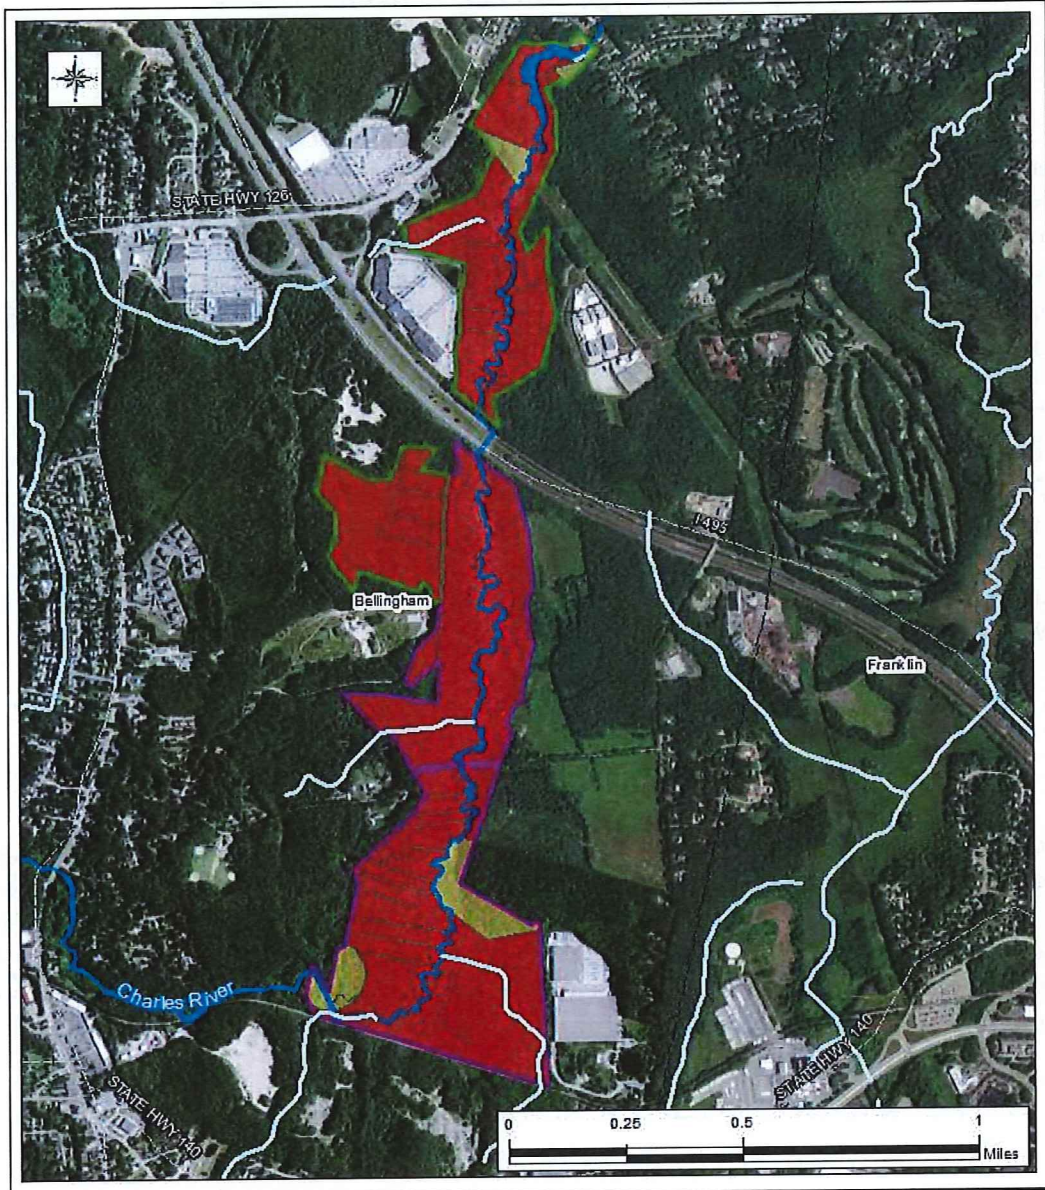 STATE HWY 126
I-495
Bellingham
Franklin
Charles River
STATE HWY 140
STATE HWY 140
0 0.25 0.5 1
Miles